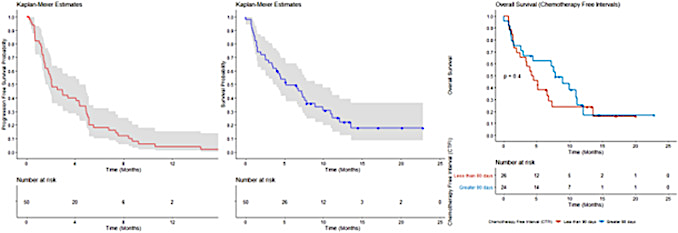 Kaplan-Meier Estimates
Progression Free Survival Probability
1.0
0.9
0.8
0.7
0.6
0.5
0.4
0.3
0.2
0.1
0.0
0 4 8 12
Time (Months)
Number at risk
50 20 6 2
0 4 8 12
Time (Months)
Kaplan-Meier Estimates
Survival Probability
1.0
0.9
0.8
0.7
0.6
0.5
0.4
0.3
0.2
0.1
0.0
0 5 10 15 20 25
Time (Months)
Number at risk
50 26 12 3 2 0
0 5 10 15 20 25
Time (Months)
Overall Survival (Chemotherapy Free Intervals)
Overall Survival
1.0
0.9
0.8
0.7
0.6
0.5
0.4
0.3
0.2
0.1
0.0
p = 0.4
0 5 10 15 20 25
Time (Months)
Number at risk
Chemotherapy Free Interval (CTFI)
Less than 90 days 26 12 5 2 1 0
24 14 7 1 1 0
0 5 10 15 20 25
Time (Months)
Chemotherapy Free Interval (CTFI) Less than 90 days